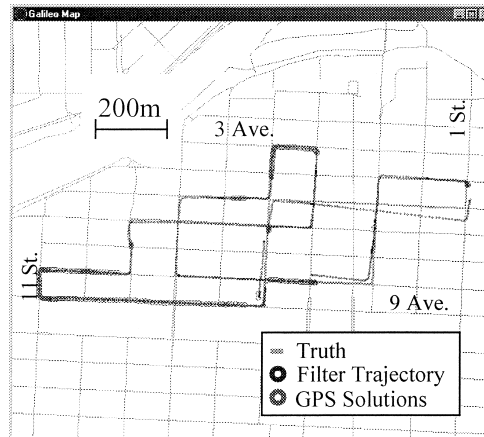 Galileo Map
200m
3 Ave.
1 St.
11 St.
9 Ave.
Truth
Filter Trajectory
GPS Solutions